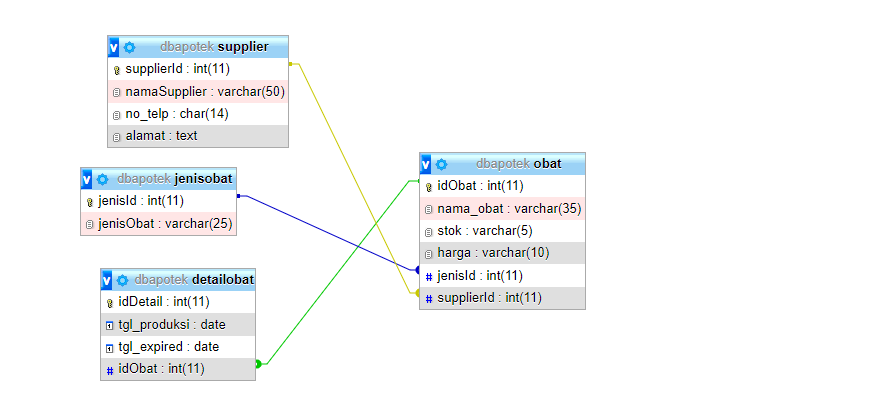 dbapotek supplier
supplierId : int(11)
namaSupplier : varchar(50)
no_telp : char(14)
alamat : text
dbapotek jenisobat
jenisId : int(11)
jenisObat : varchar(25)
dbapotek detailobat
idDetail : int(11)
tgl_produksi : date
tgl_expired : date
# idObat : int(11)
dbapotek obat
idObat : int(11)
nama_obat : varchar(35)
stok : varchar(5)
harga : varchar(10)
# jenisId : int(11)
# supplierId : int(11)